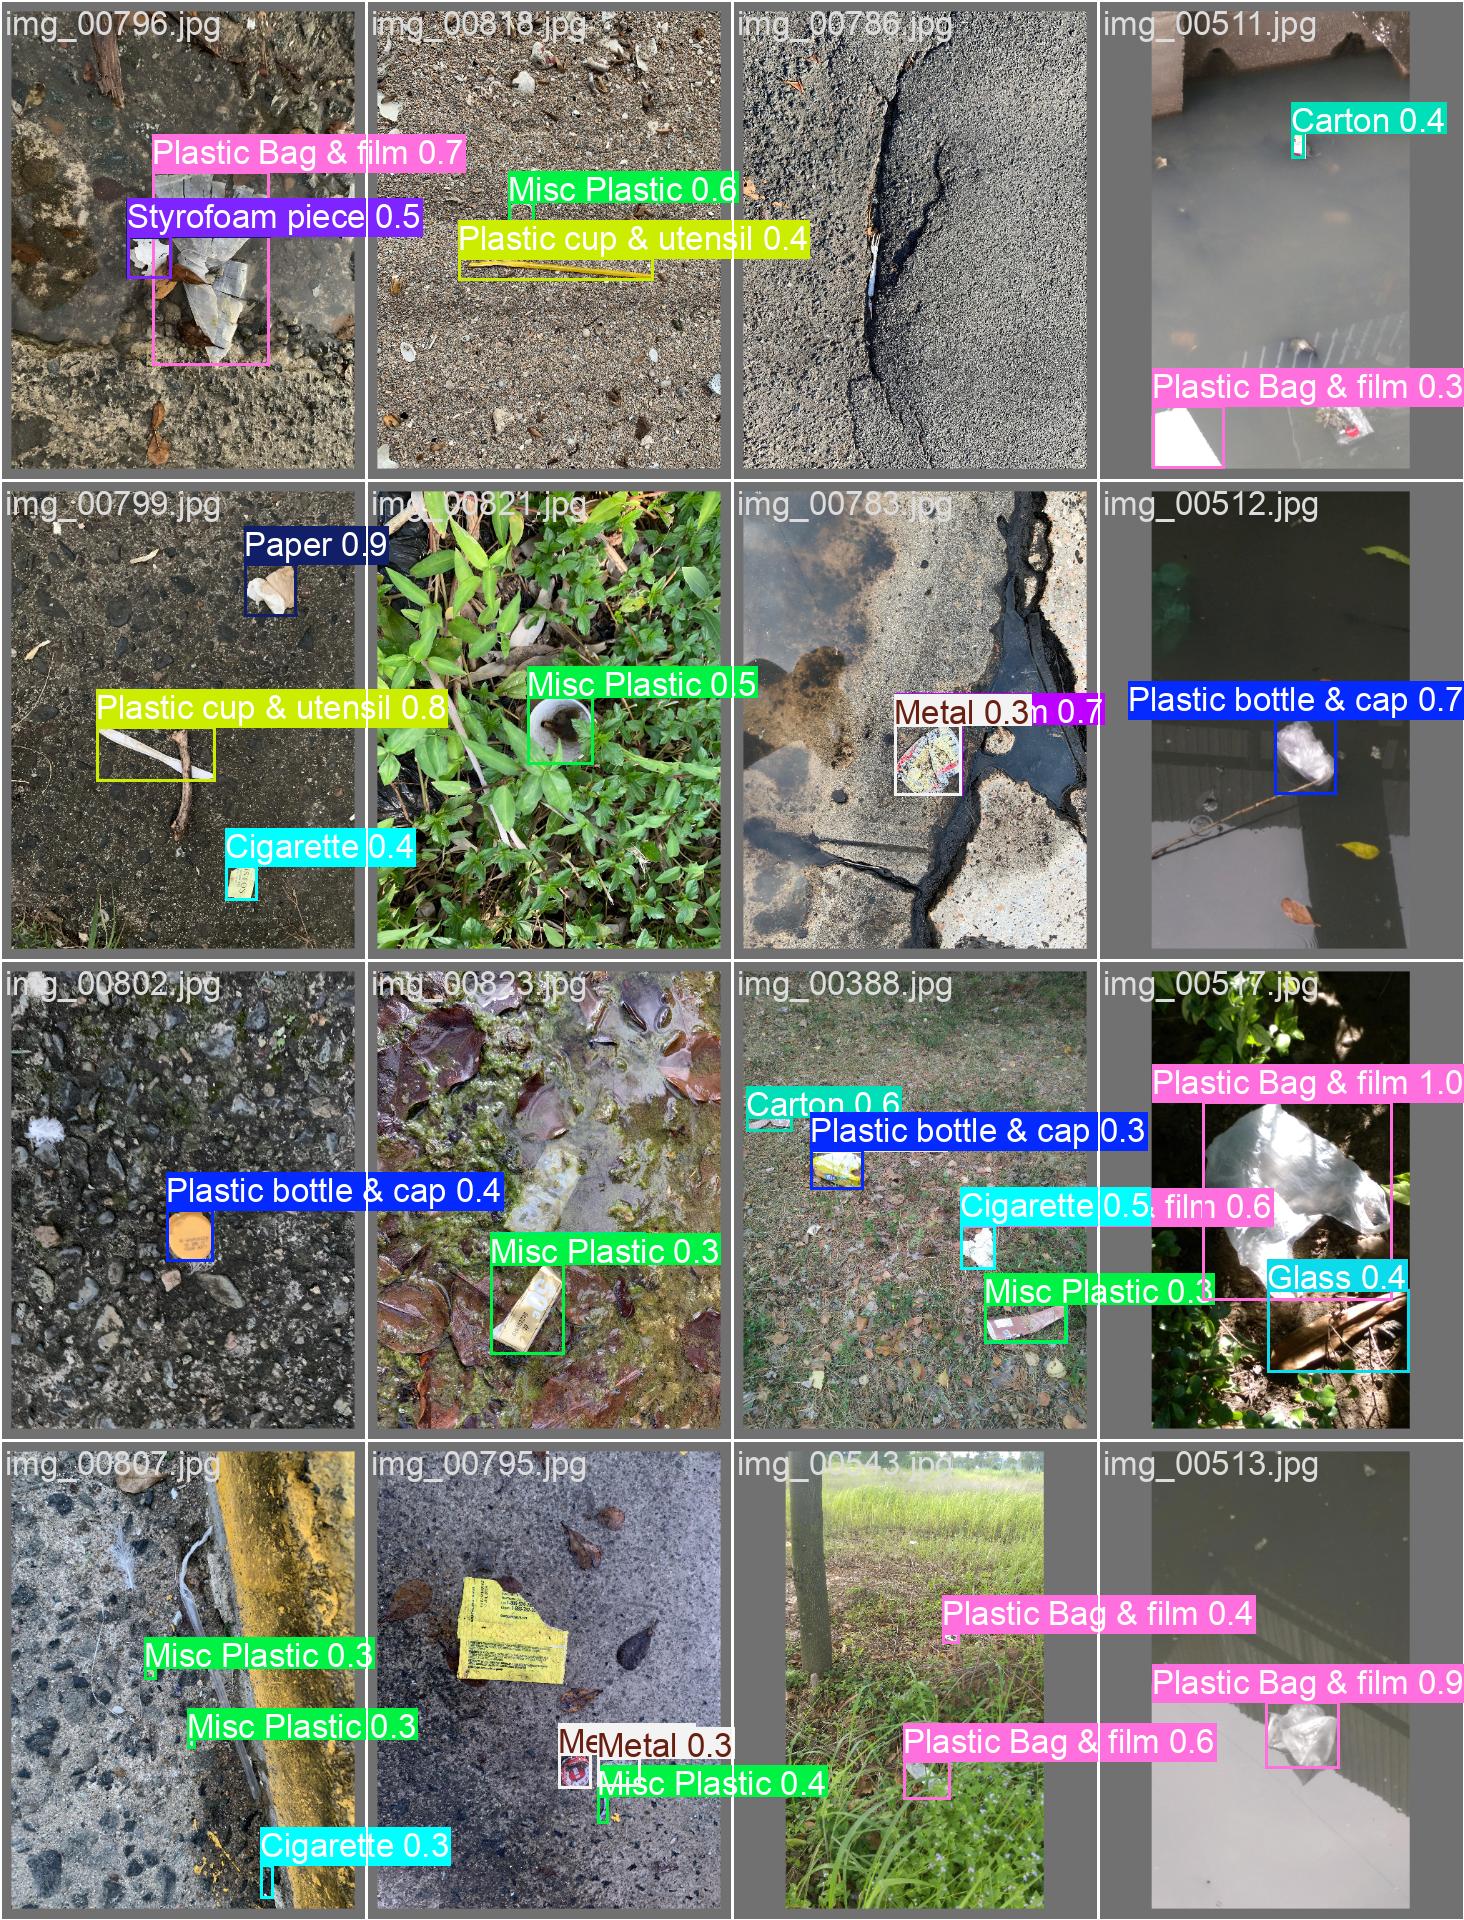 img_00796.jpg
Plastic Bag & film 0.7
Styrofoam piece 0.5
img_00818.jpg
Misc Plastic 0.6
Plastic cup & utensil 0.4
img_00786.jpg
img_00511.jpg
Carton 0.4
Plastic Bag & film 0.3
img_00799.jpg
Paper 0.9
Plastic cup & utensil 0.8
Cigarette 0.4
img_00821.jpg
Misc Plastic 0.5
img_00783.jpg
Metal 0.3
m 0.7
img_00512.jpg
Plastic bottle & cap 0.7
img_00802.jpg
Plastic bottle & cap 0.4
img_00823.jpg
Misc Plastic 0.3
img_00388.jpg
Carton 0.6
Plastic bottle & cap 0.3
Cigarette 0.5
Misc Plastic 0.3
img_00517.jpg
Plastic Bag & film 1.0
film 0.6
Glass 0.4
img_00807.jpg
Misc Plastic 0.3
Misc Plastic 0.3
Cigarette 0.3
img_00795.jpg
Me
Metal 0.3
Misc Plastic 0.4
img_00543.jpg
Plastic Bag & film 0.4
Plastic Bag & film 0.6
img_00513.jpg
Plastic Bag & film 0.9